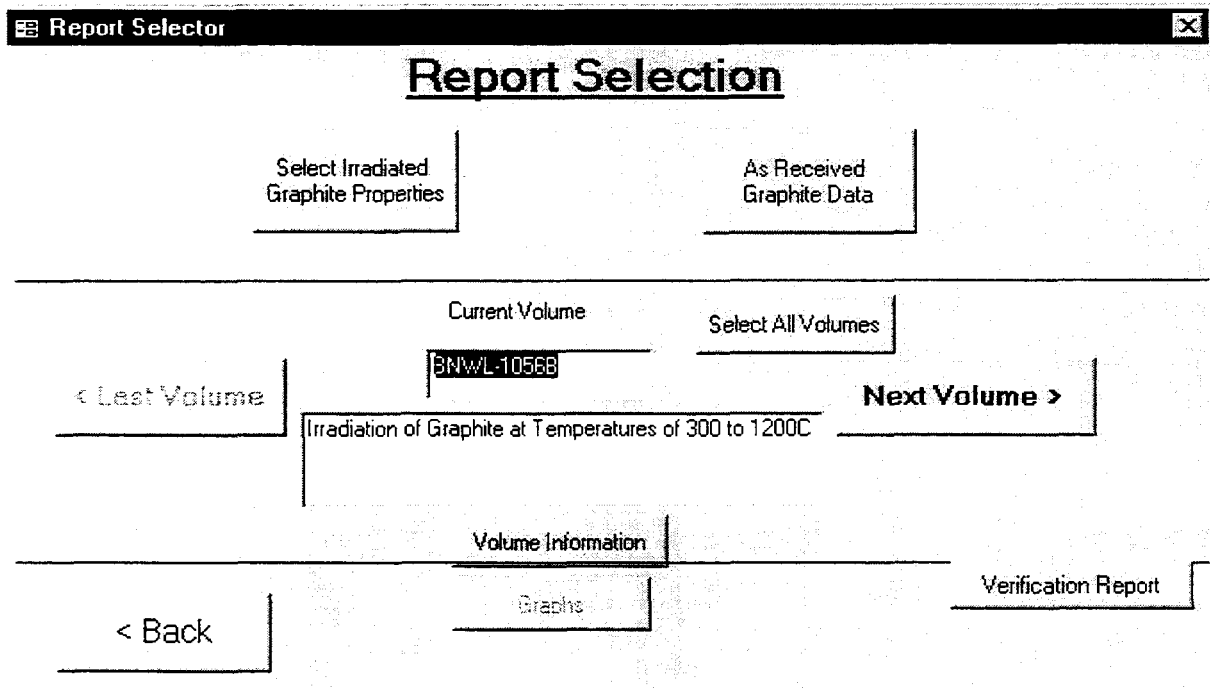 Report Selector
Report Selection
Select Irradiated
Graphite Properties
As Received
Graphite Data
Current Volume
Select All Volumes
BNWL-1056B
< Last Volume
Next Volume >
Irradiation of Graphite at Temperatures of 300 to 1200C
Volume Information
Graphs
Verification Report
< Back